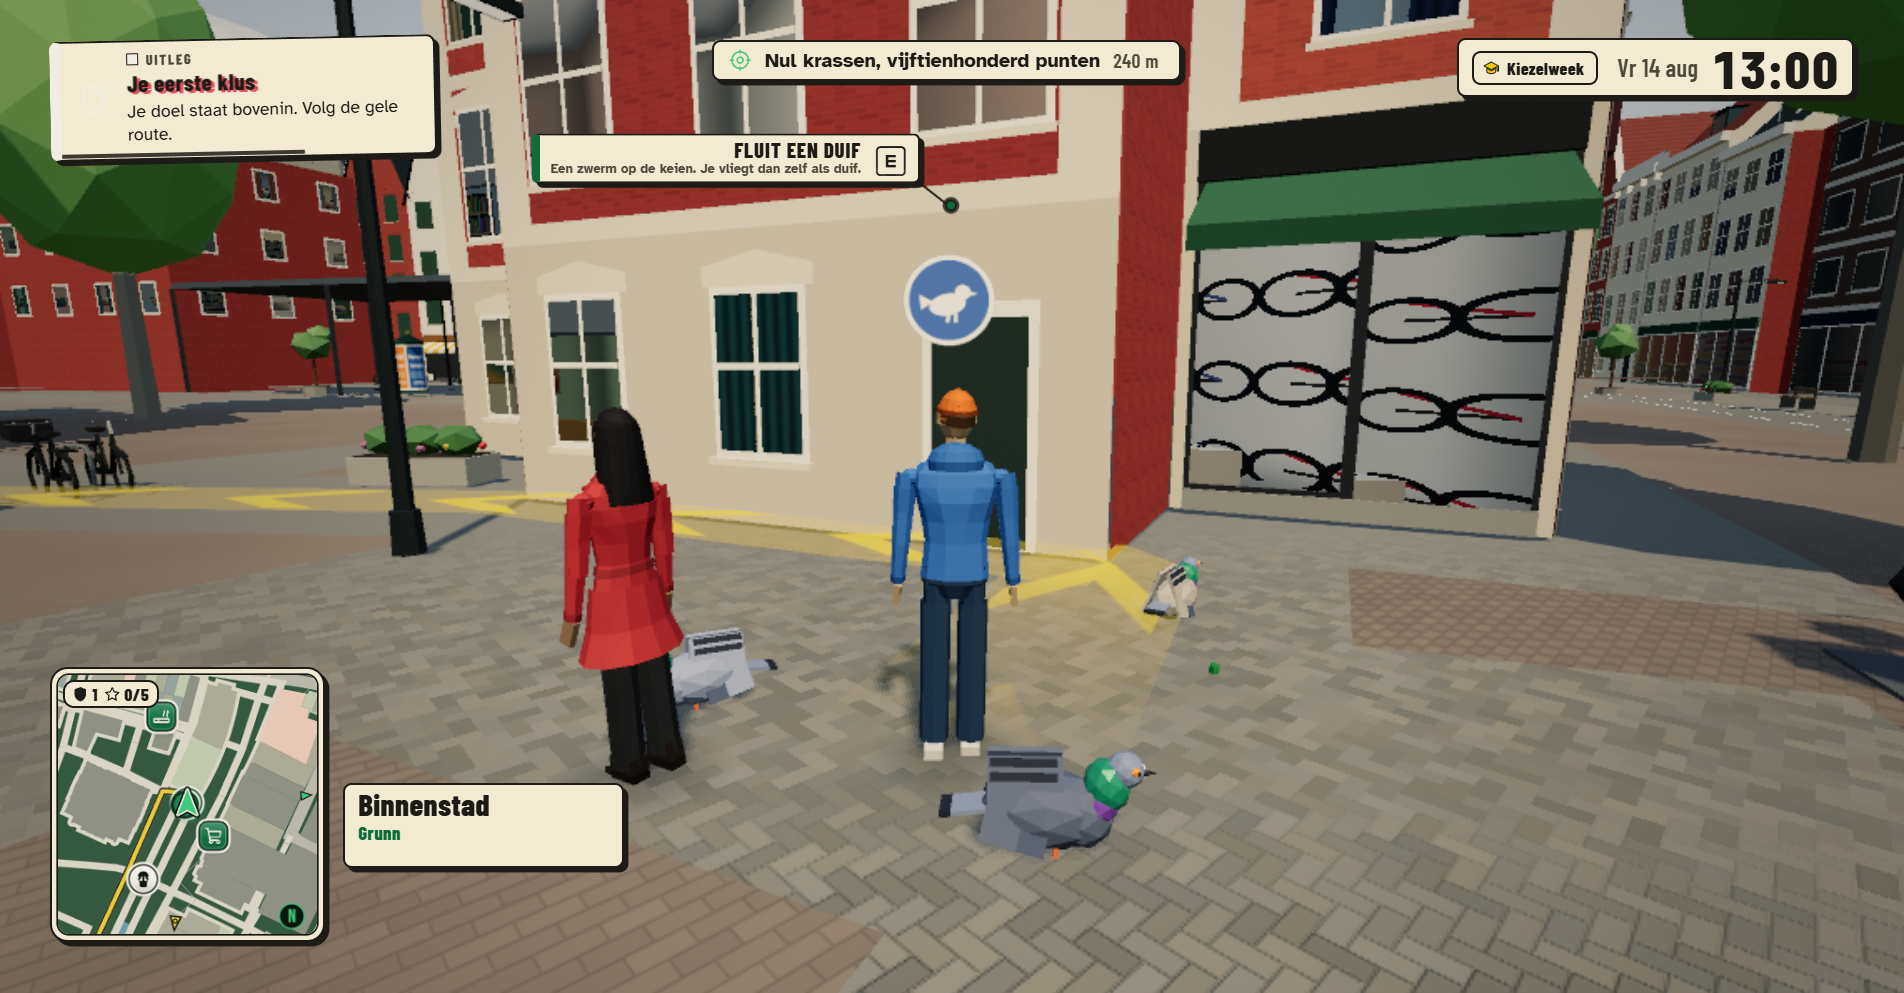 UITLEG
Je eerste klus
Je doel staat bovenin. Volg de gele
route.
Nul krassen, vijftienhonderd punten 240 m
Kiezelweek Vr 14 aug 13:00
FLUIT EEN DUIF
Een zwerm op de keien. Je vliegt dan zelf als duif.
E
1 0/5
N
Binnenstad
Grunn